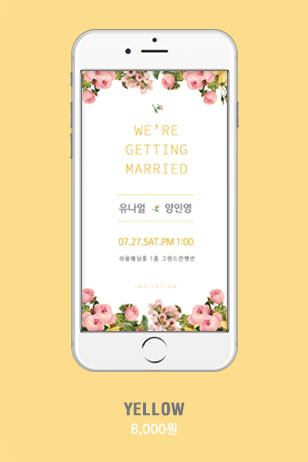 WE'RE
GETTING
MARRIED
유나얼 양인영
07.27.SAT.PM 1:00
라올웨딩홀 1층 그랜드컨벤션
INVITATION
YELLOW
8,000원